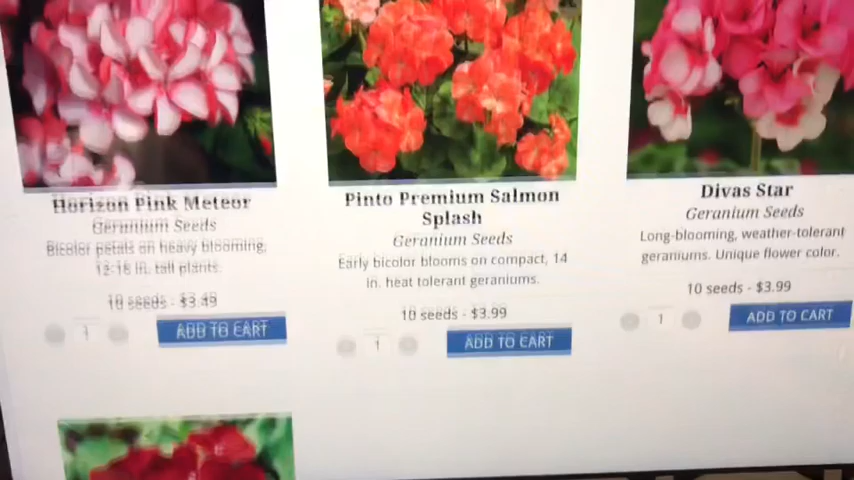 Horizon Pink Meteor
Geranium Seeds
Bicolor petals on heavy blooming,
12-16 in. tall plants.
10 seeds - $3.49
1
ADD TO CART
Pinto Premium Salmon
Splash
Geranium Seeds
Early bicolor blooms on compact, 14
in. heat tolerant geraniums.
10 seeds - $3.99
1
ADD TO CART
Divas Star
Geranium Seeds
Long-blooming, weather-tolerant
geraniums. Unique flower color.
10 seeds - $3.99
1
ADD TO CART